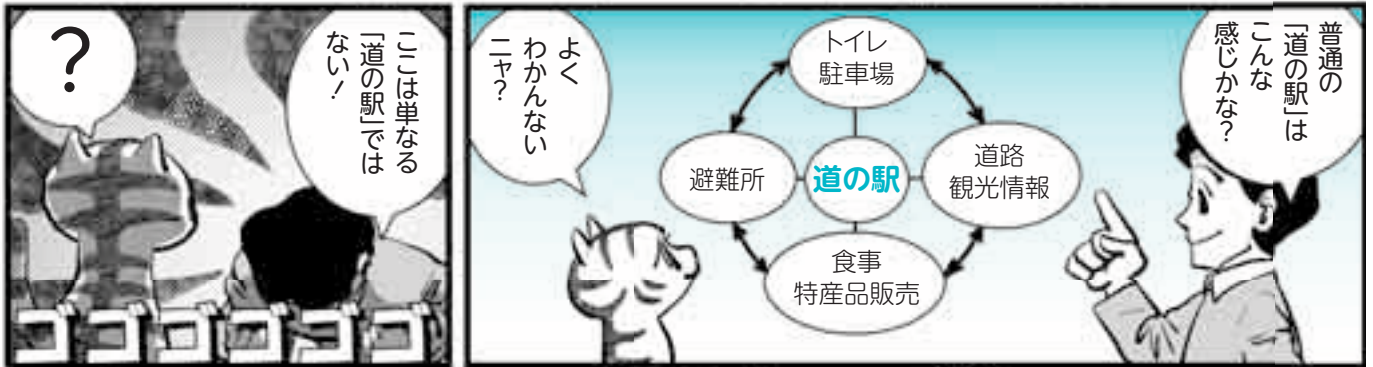 普通の
「道の駅」は
こんな
感じかな？
トイレ
駐車場
道路
観光情報
道の駅
避難所
食事
特産品販売
よく
わかんない
ニャ？
ここは単なる
「道の駅」では
ない！
？
ゴゴゴゴゴゴ